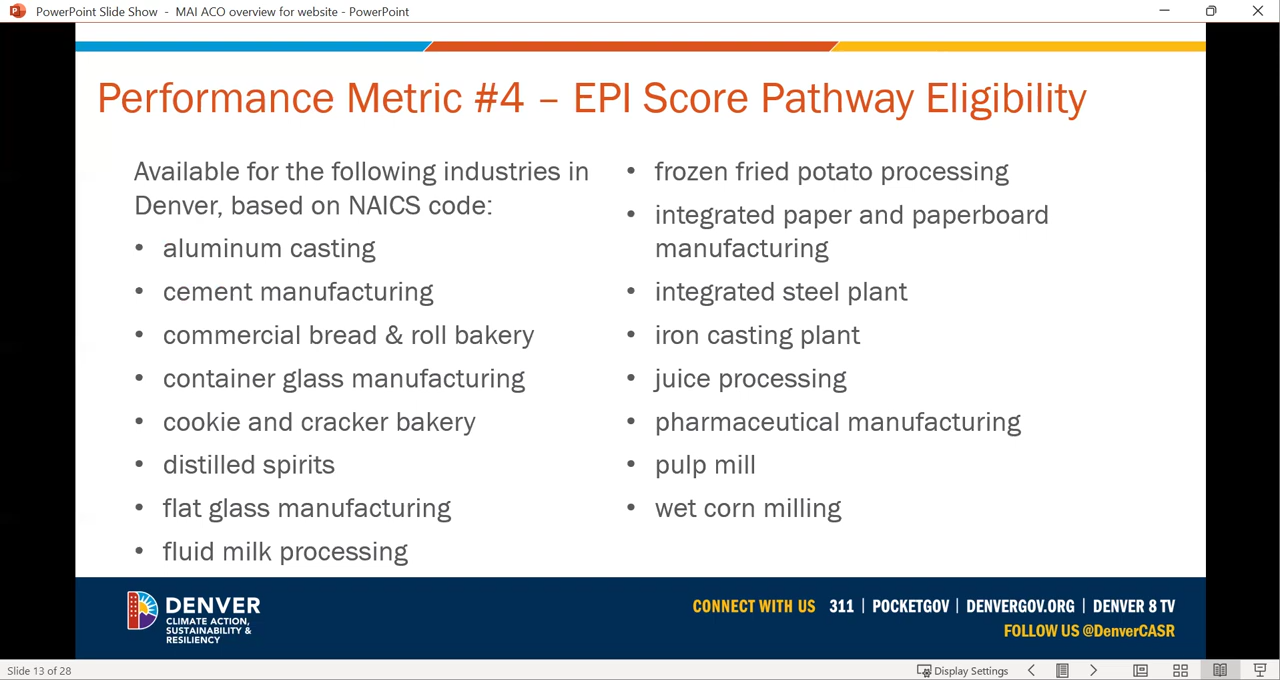 PowerPoint Slide Show - MAI ACO overview for website - PowerPoint
Performance Metric #4 – EPI Score Pathway Eligibility
Available for the following industries in
Denver, based on NAICS code:
• aluminum casting
• cement manufacturing
• commercial bread & roll bakery
• container glass manufacturing
• cookie and cracker bakery
• distilled spirits
• flat glass manufacturing
• fluid milk processing
• frozen fried potato processing
• integrated paper and paperboard
manufacturing
• integrated steel plant
• iron casting plant
• juice processing
• pharmaceutical manufacturing
• pulp mill
• wet corn milling
DENVER
CLIMATE ACTION,
SUSTAINABILITY &
RESILIENCY
CONNECT WITH US 311 | POCKETGOV | DENVERGOV.ORG | DENVER 8 TV
FOLLOW US @DenverCASR
Slide 13 of 28
Display Settings